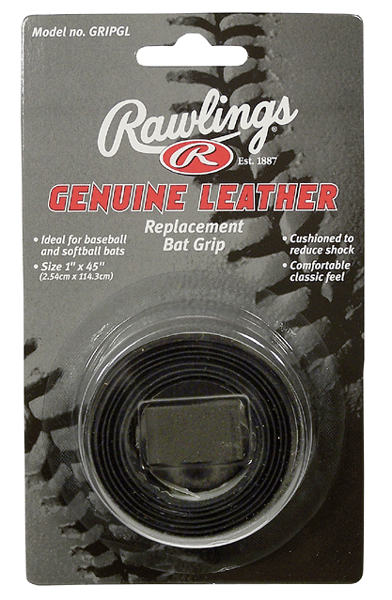 Model no. GRIPGL
Rawlings®
R
Est. 1887
GENUINE LEATHER
Replacement
Bat Grip
• Ideal for baseball
and softball bats
• Size 1" x 45"
(2.54cm x 114.3cm)
• Cushioned to
reduce shock
• Comfortable
classic feel